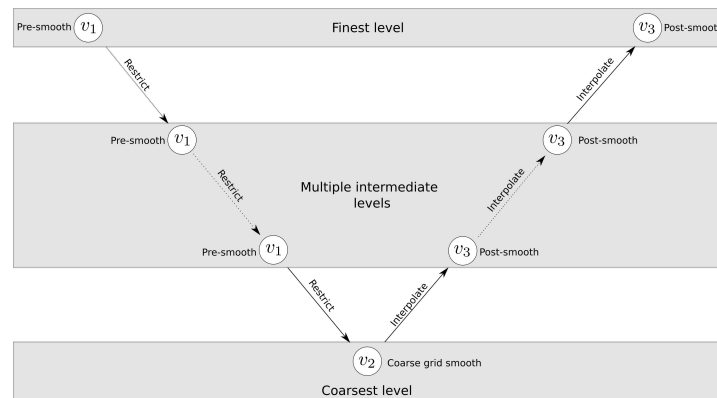 Pre-smooth v₁ Finest level v₃ Post-smoot
Restrict
Interpolate
Pre-smooth v₁ v₃ Post-smooth
Restrict
Multiple intermediate
levels
Interpolate
Pre-smooth v₁ v₃ Post-smooth
Restrict
Interpolate
v₂ Coarse grid smooth
Coarsest level